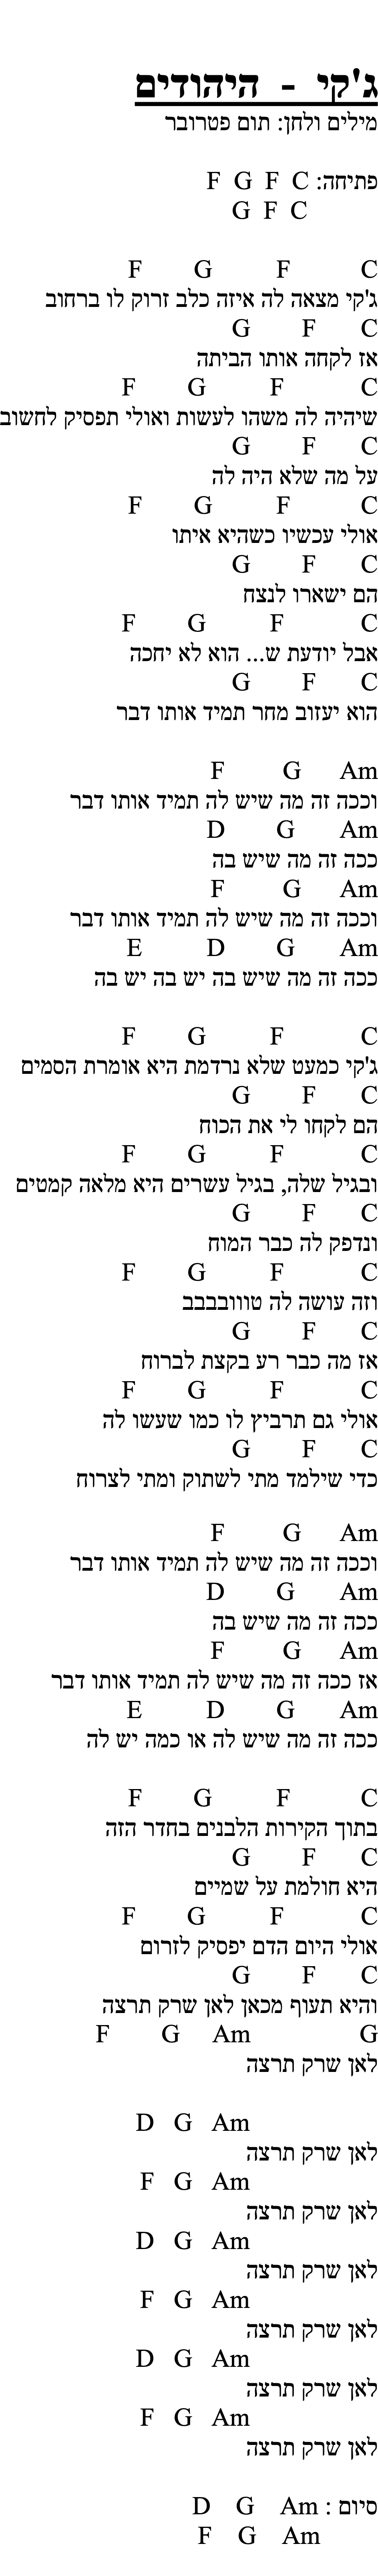 ג'קי - היהודים
מילים ולחן: תום פטרובר
פתיחה: C F G F
C F G
C F G F
ג'קי מצאה לה איזה כלב זרוק לו ברחוב
C F G
אז לקחה אותו הביתה
C F G F
שיהיה לה משהו לעשות ואולי תפסיק לחשוב
C F G
על מה שלא היה לה
C F G F
אולי עכשיו כשהיא איתו
C F G
הם ישארו לנצח
C F G F
אבל יודעת ש... הוא לא יחכה
C F G
הוא יעזוב מחר תמיד אותו דבר
Am G F
וככה זה מה שיש לה תמיד אותו דבר
Am G D
ככה זה מה שיש בה
Am G F
וככה זה מה שיש לה תמיד אותו דבר
Am G D E
ככה זה מה שיש בה יש בה יש בה
C F G F
ג'קי כמעט שלא נרדמת היא אומרת הסמים
C F G
הם לקחו לי את הכוח
C F G F
ובגיל שלה, בגיל עשרים היא מלאה קמטים
C F G
ונדפק לה כבר המוח
C F G F
וזה עושה לה טוווובבבב
C F G
אז מה כבר רע בקצת לברוח
C F G F
אולי גם תרביץ לו כמו שעשו לה
C F G
כדי שילמד מתי לשתוק ומתי לצרוח
Am G F
וככה זה מה שיש לה תמיד אותו דבר
Am G D
ככה זה מה שיש בה
Am G F
אז ככה זה מה שיש לה תמיד אותו דבר
Am G D E
ככה זה מה שיש לה או כמה יש לה
C F G F
בתוך הקירות הלבנים בחדר הזה
C F G
היא חולמת על שמיים
C F G F
אולי היום הדם יפסיק לזרום
C F G
והיא תעוף מכאן לאן שרק תרצה
G Am G F
לאן שרק תרצה
Am G D
לאן שרק תרצה
Am G F
לאן שרק תרצה
Am G D
לאן שרק תרצה
Am G F
לאן שרק תרצה
Am G D
לאן שרק תרצה
Am G F
לאן שרק תרצה
סיום : Am G D
Am G F